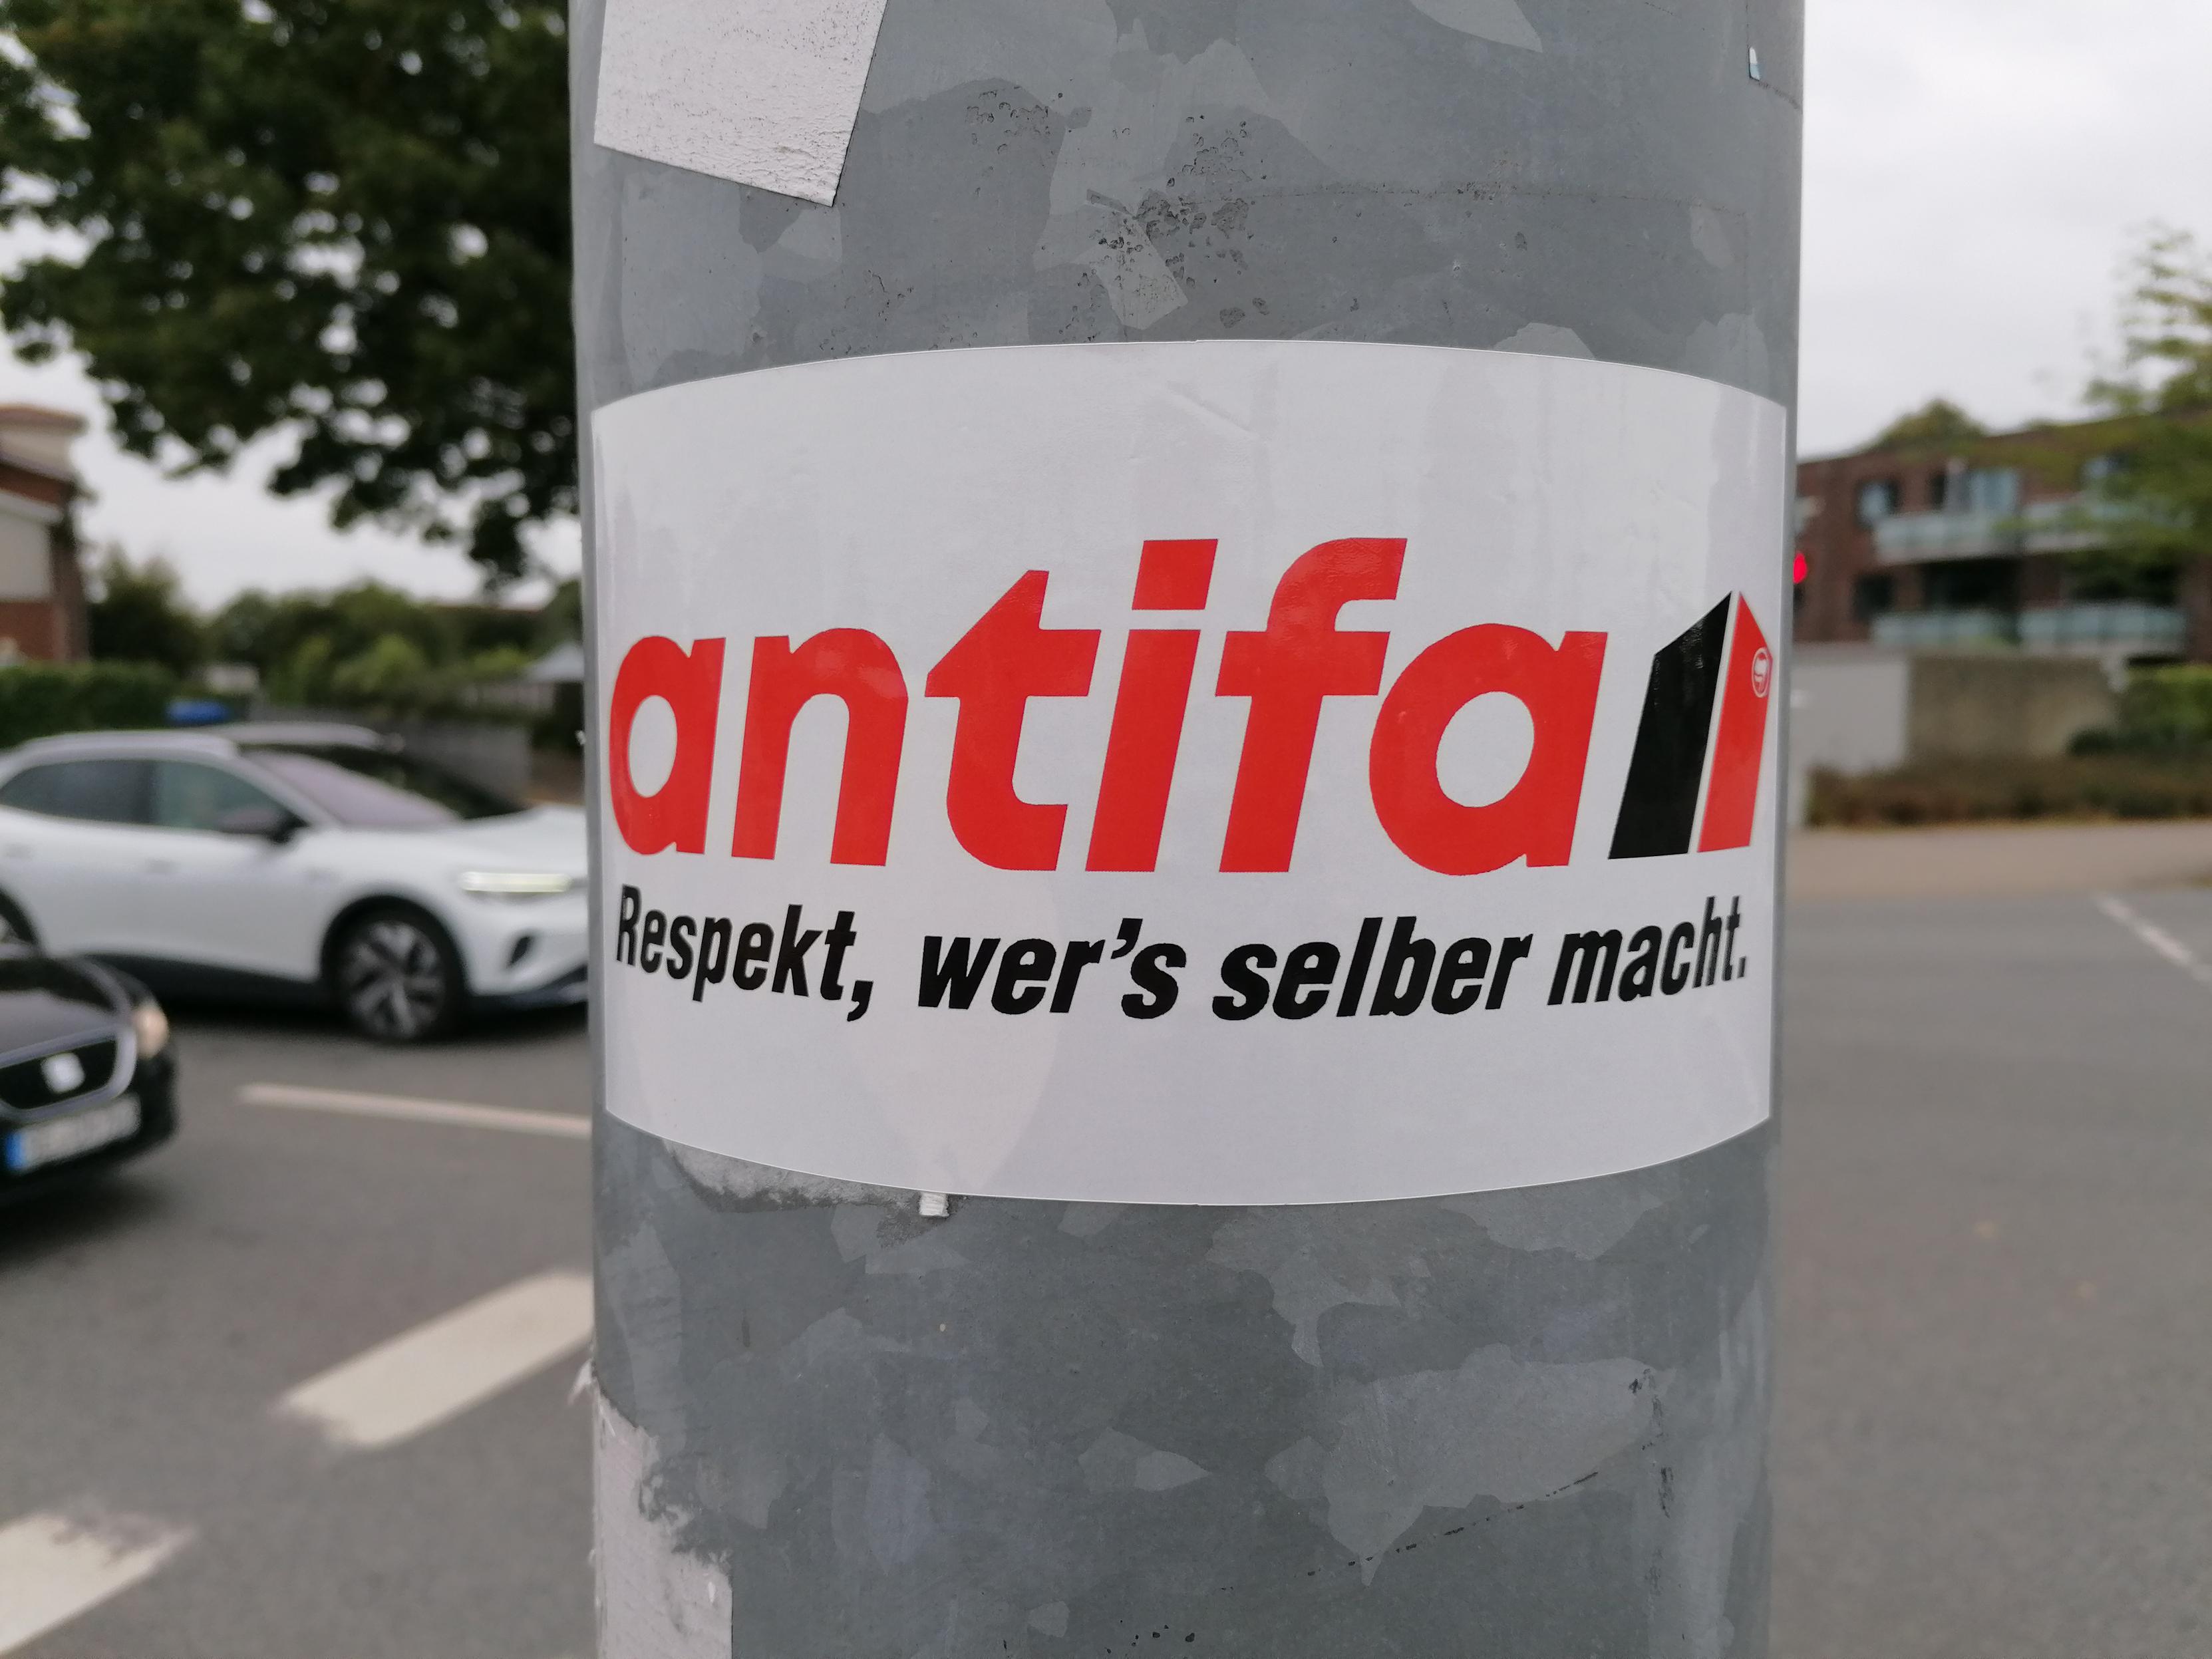 antifa
Respekt, wer's selber macht.